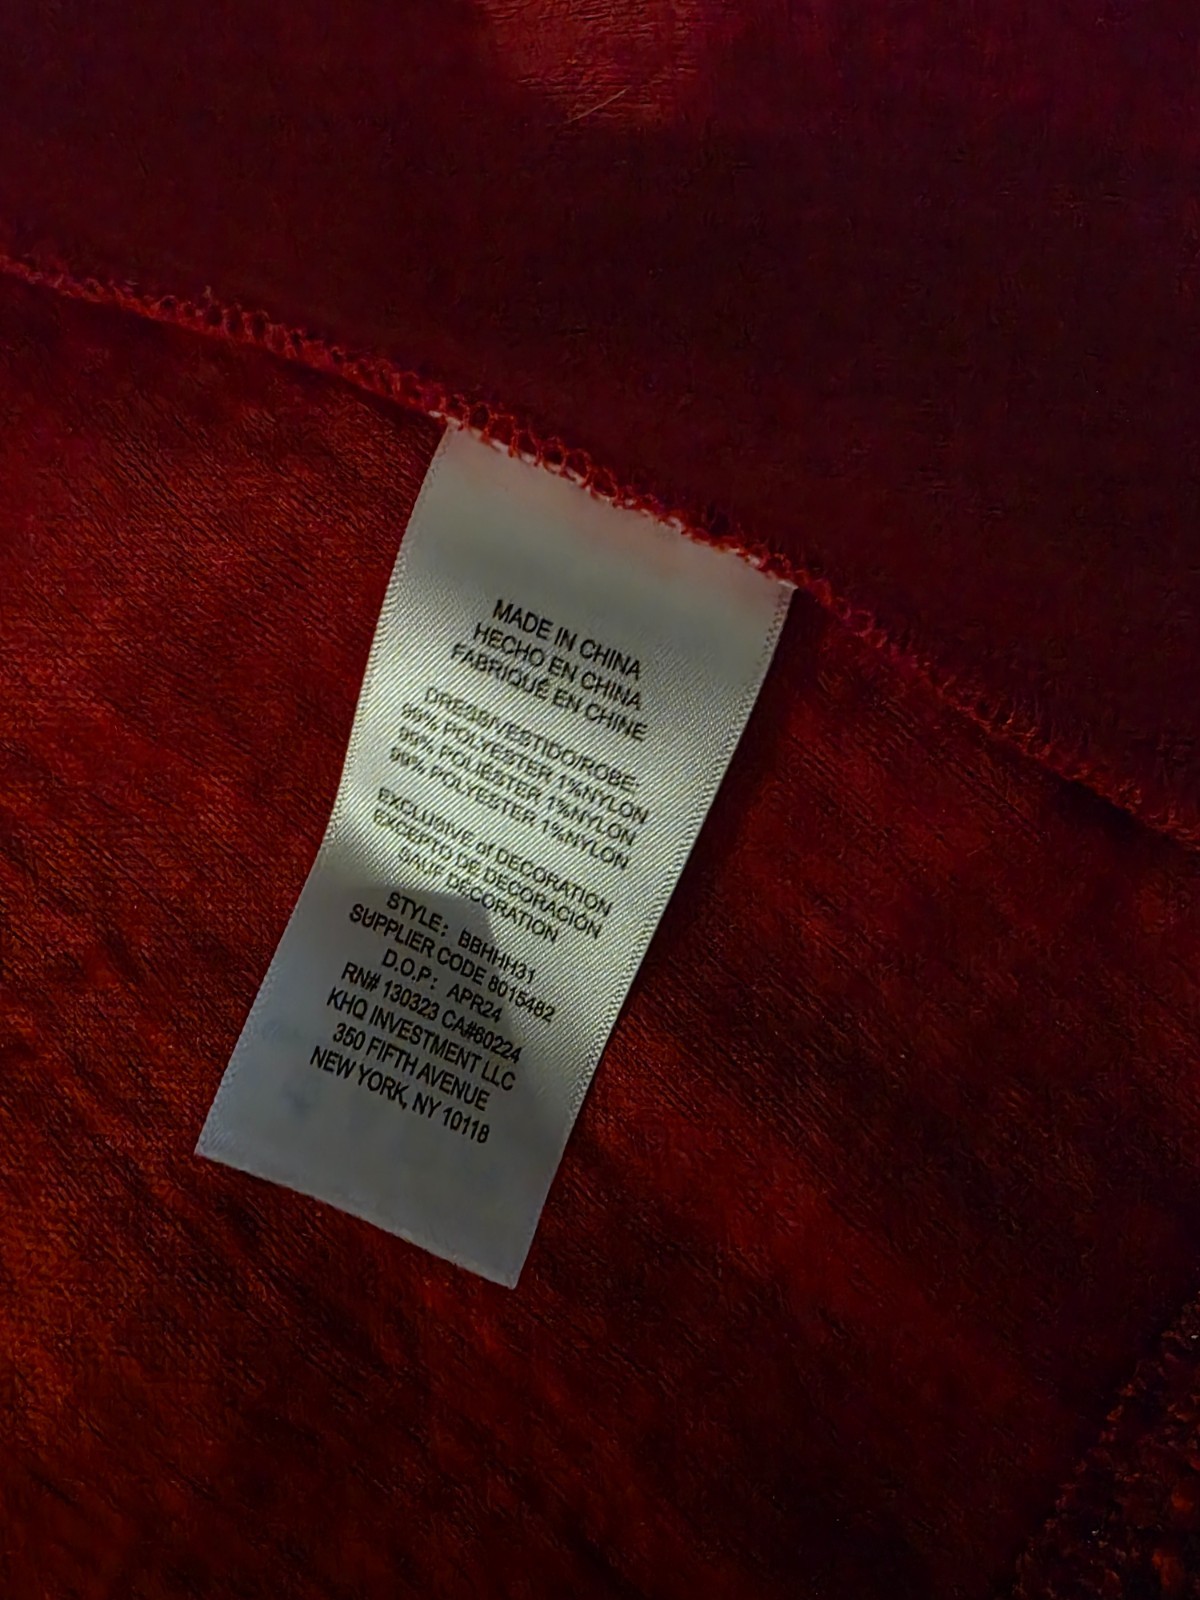 MADE IN CHINA
HECHO EN CHINA
FABRIQUÉ EN CHINE
DRESS/VESTIDO/ROBE:
99% POLYESTER 1%NYLON
99% POLIÉSTER 1%NYLON
99% POLYESTER 1%NYLON
EXCLUSIVE of DECORATION
EXCEPTO DE DECORACIÓN
SAUF DÉCORATION
STYLE: BBHHH31
SUPPLIER CODE 8015482
D.O.P: APR24
RN# 130323 CA#60224
KHQ INVESTMENT LLC
350 FIFTH AVENUE
NEW YORK, NY 10118